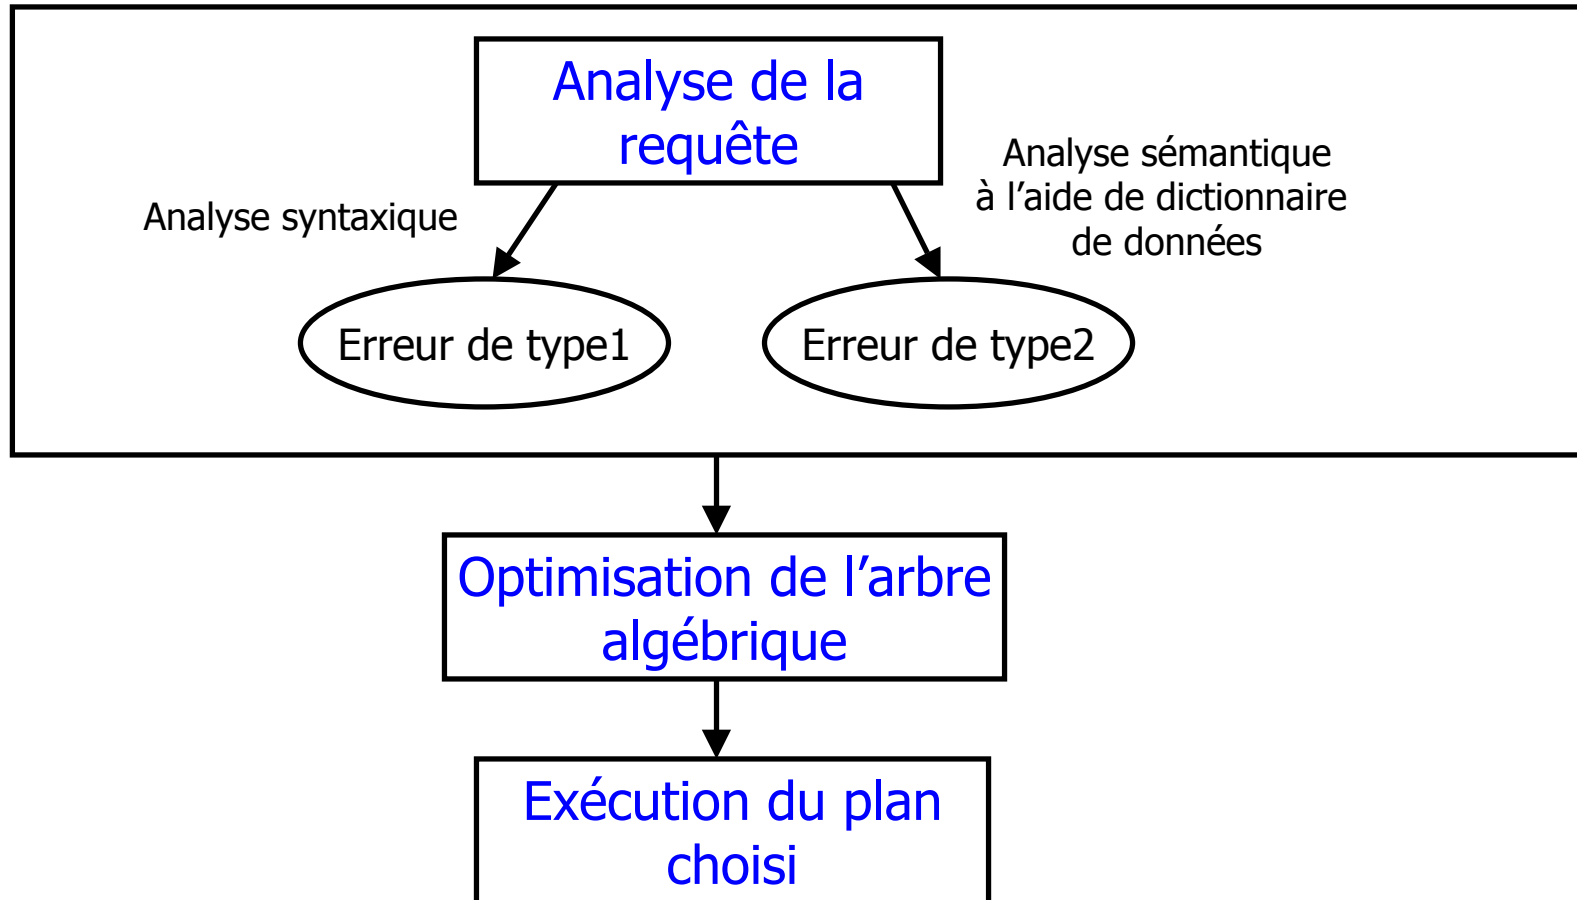 Analyse de la
requête
Analyse syntaxique
Analyse sémantique
à l’aide de dictionnaire
de données
Erreur de type1
Erreur de type2
Optimisation de l’arbre
algébrique
Exécution du plan
choisi